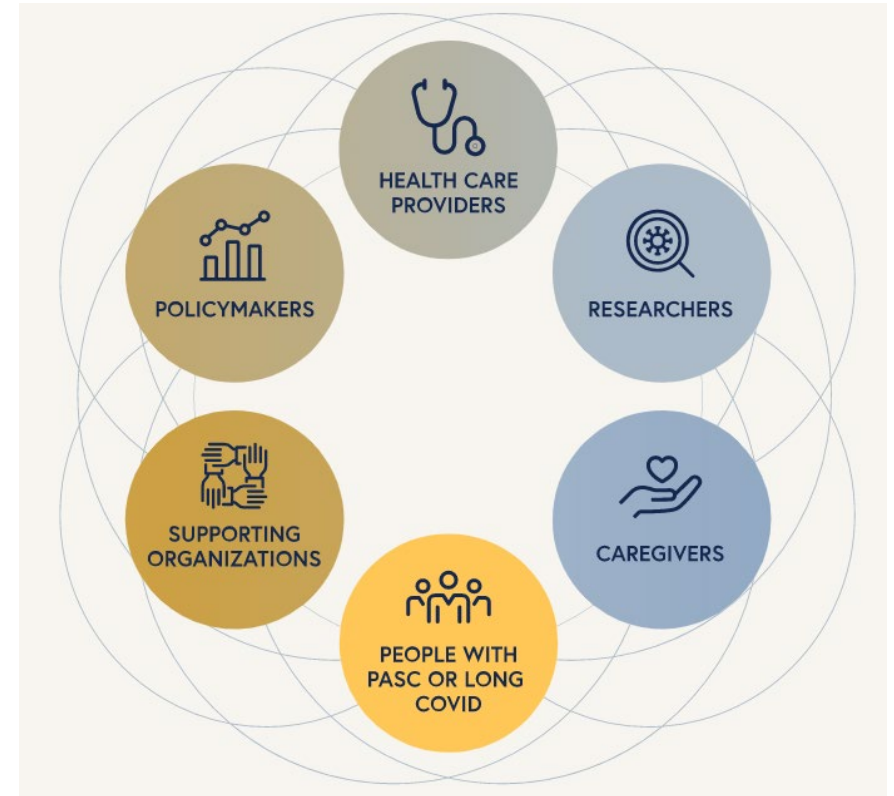 HEALTH CARE
PROVIDERS
POLICYMAKERS
RESEARCHERS
SUPPORTING
ORGANIZATIONS
CAREGIVERS
PEOPLE WITH
PASC OR LONG
COVID